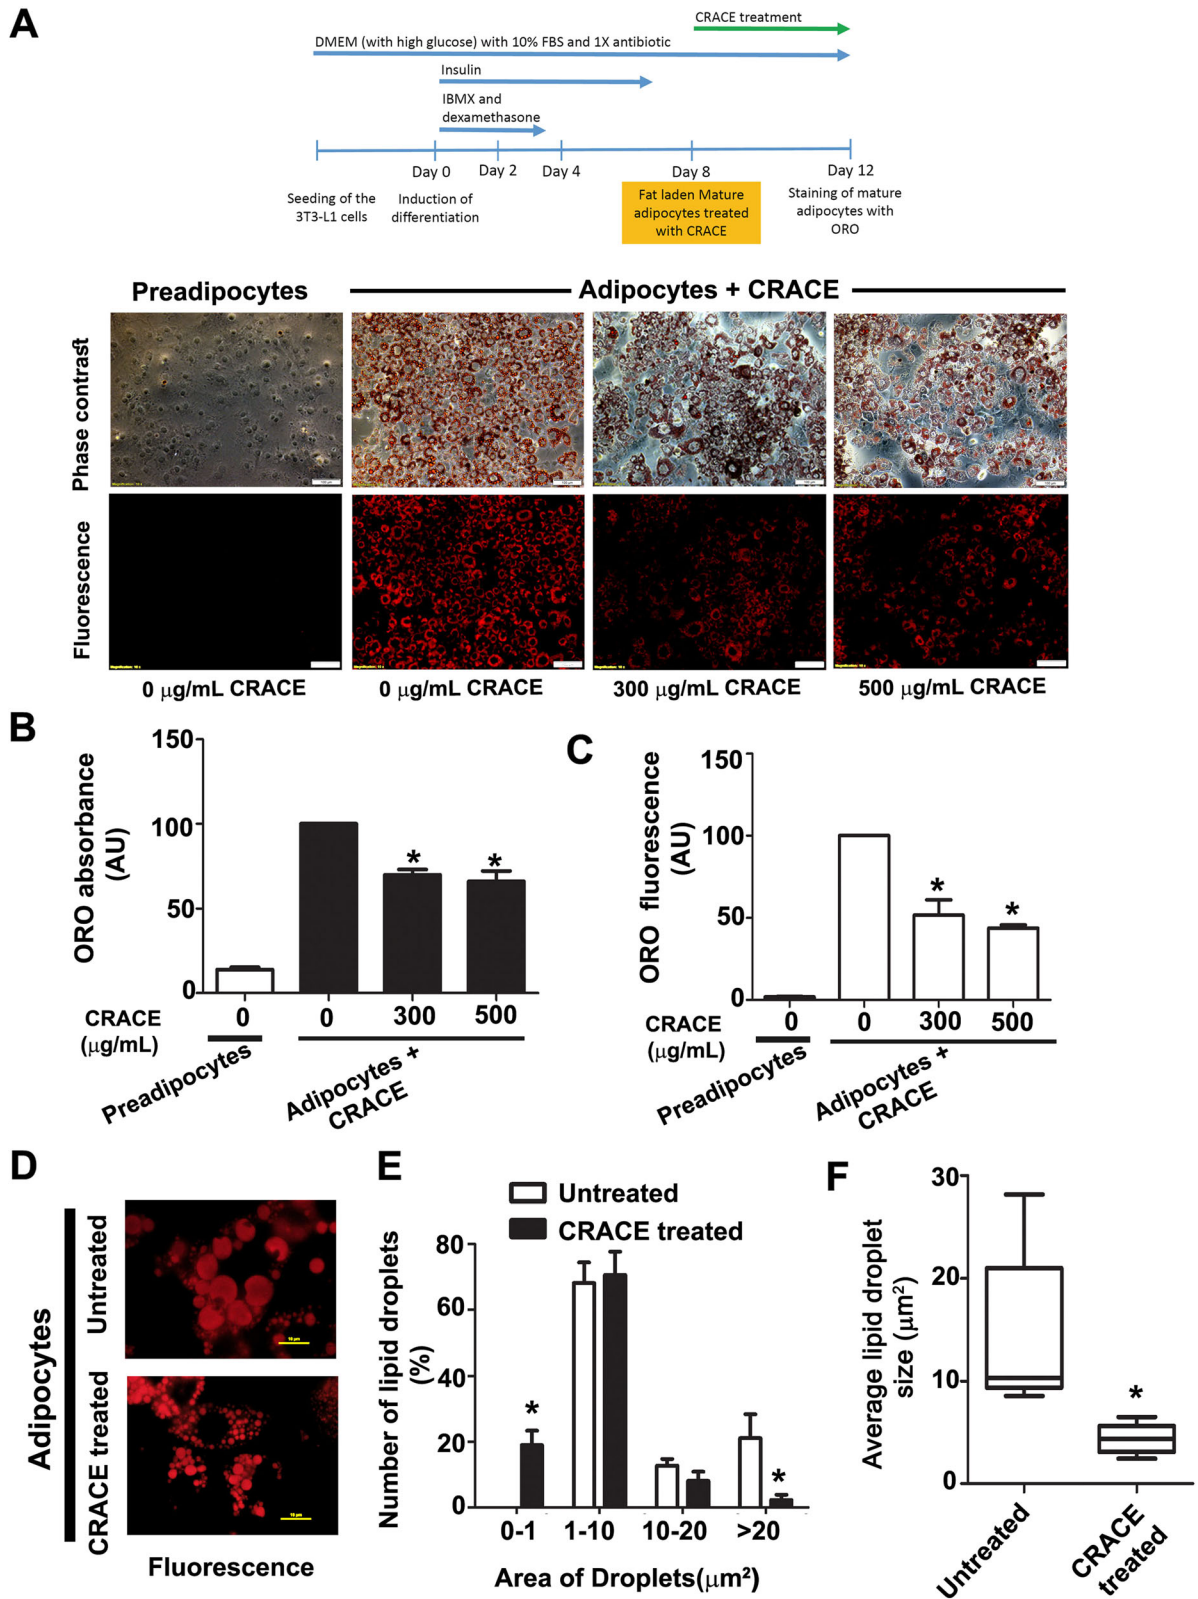 A
CRACE treatment
DMEM (with high glucose) with 10% FBS and 1X antibiotic
Insulin
IBMX and
dexamethasone
Day 0
Day 2
Day 4
Day 8
Day 12
Seeding of the
3T3-L1 cells
Induction of
differentiation
Fat laden Mature
adipocytes treated
with CRACE
Staining of mature
adipocytes with
ORO
Preadipocytes
Adipocytes + CRACE
Phase contrast
Fluorescence
0 µg/mL CRACE
0 µg/mL CRACE
300 µg/mL CRACE
500 µg/mL CRACE
B
ORO absorbance
(AU)
150
100
50
0
CRACE
(µg/mL)
0
0
300
500
Preadipocytes
Adipocytes +
CRACE
C
ORO fluorescence
(AU)
150
100
50
0
*
*
*
*
CRACE
(µg/mL)
0
0
300
500
Preadipocytes
Adipocytes +
CRACE
D
Adipocytes
Untreated
CRACE treated
10 µm
10 µm
Fluorescence
E
Untreated
CRACE treated
Number of lipid droplets
(%)
80
60
40
20
0
*
*
0-1
1-10
10-20
>20
Area of Droplets(µm²)
F
Average lipid droplet
size (µm²)
30
20
10
0
*
Untreated
CRACE
treated